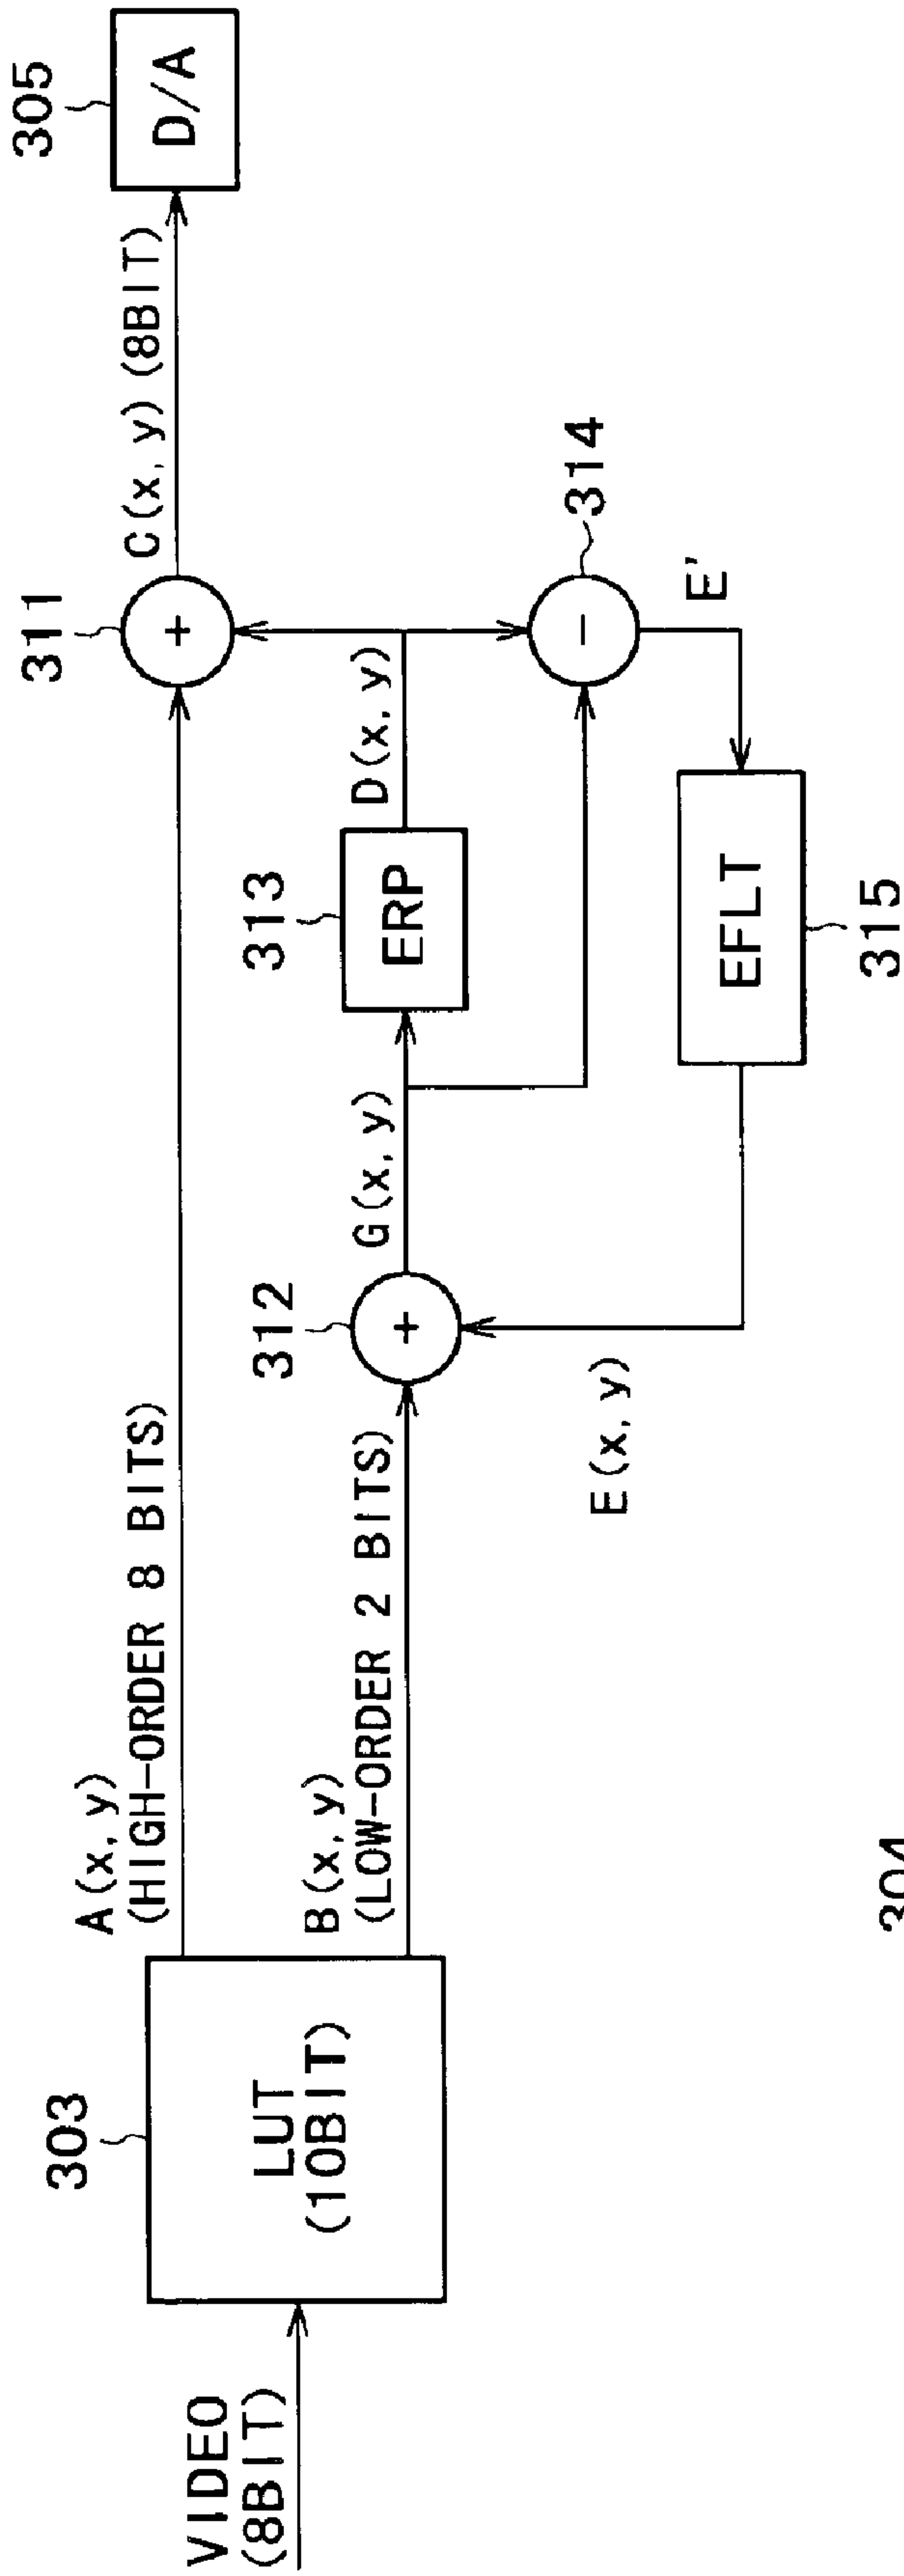 VIDEO
(8BIT)
303
LUT
(10BIT)
A(x, y)
(HIGH-ORDER 8 BITS)
B(x, y)
(LOW-ORDER 2 BITS)
312
+
G(x, y)
E(x, y)
313
ERP
D(x, y)
311
+
C(x, y) (8BIT)
305
D/A
314
−
E'
EFLT
315
304